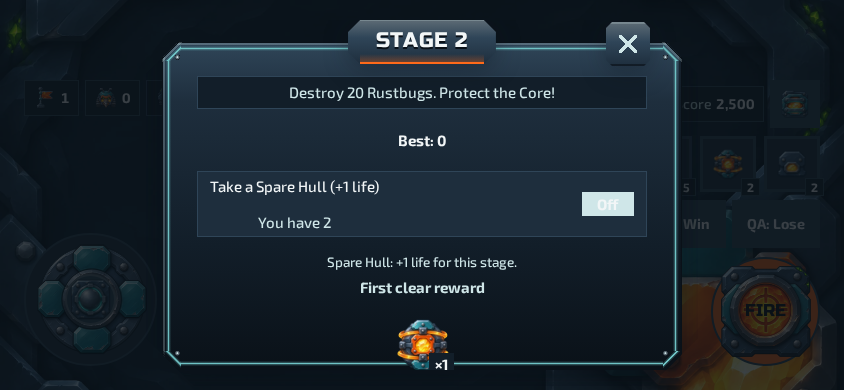 STAGE 2
Destroy 20 Rustbugs. Protect the Core!
1
0
core 2,500
Best: 0
Take a Spare Hull (+1 life)
Off
You have 2
5
2
2
Win
QA: Lose
Spare Hull: +1 life for this stage.
First clear reward
FIRE
×1